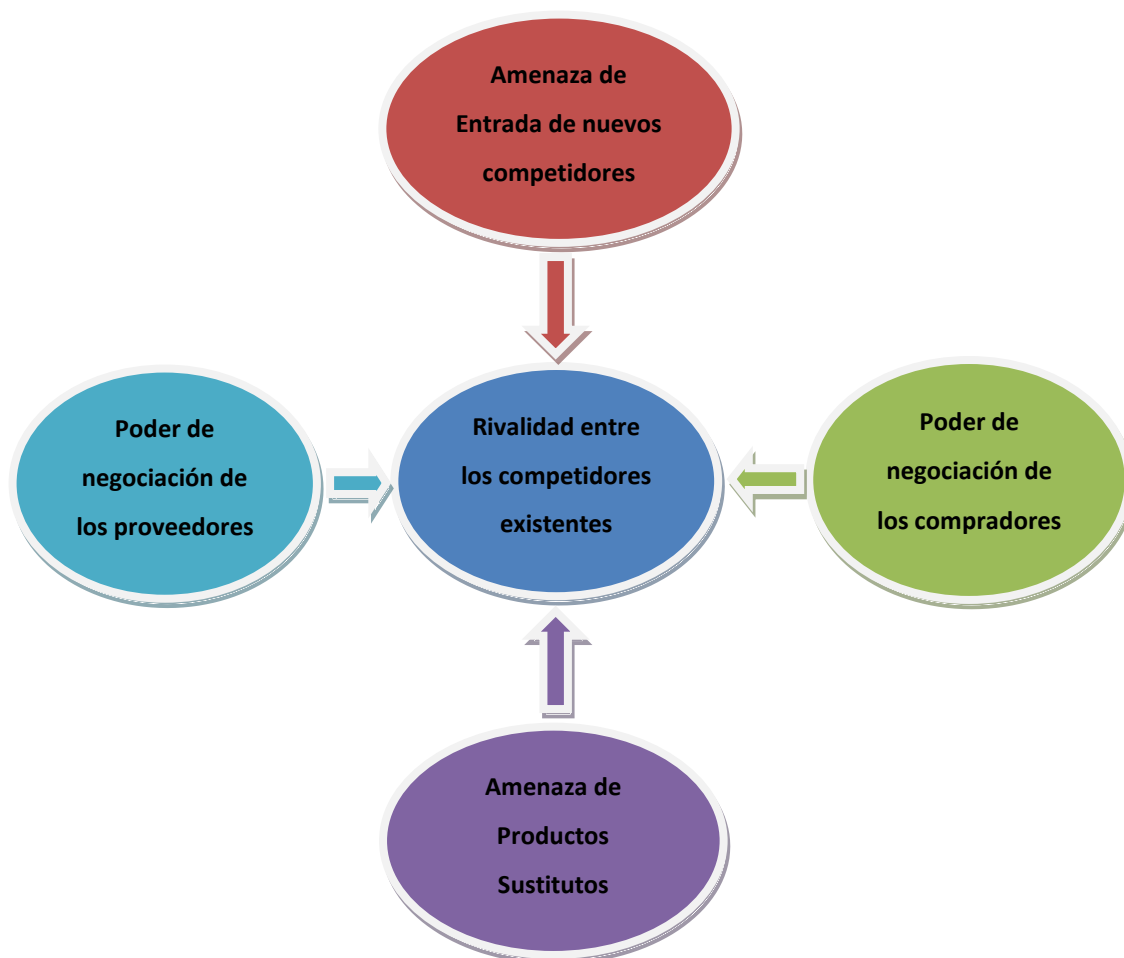 Amenaza de
Entrada de nuevos
competidores
Poder de
negociación de
los proveedores
Rivalidad entre
los competidores
existentes
Poder de
negociación de
los compradores
Amenaza de
Productos
Sustitutos